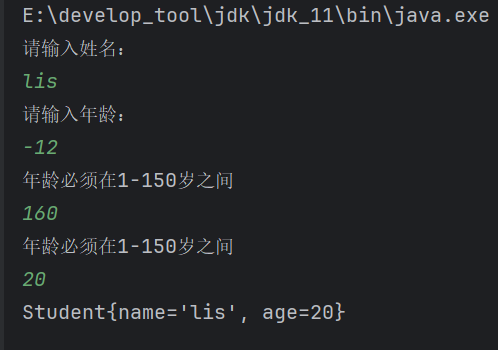 E:\develop_tool\jdk\jdk_11\bin\java.exe
请输入姓名：
lis
请输入年龄：
-12
年龄必须在1-150岁之间
160
年龄必须在1-150岁之间
20
Student{name='lis', age=20}